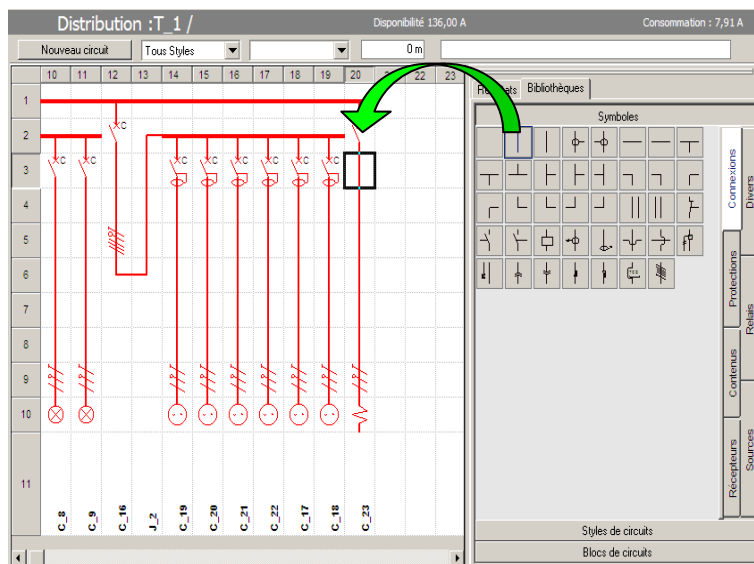 Distribution :T_1 /
Disponibilité 136,00 A
Consommation : 7,91 A
Nouveau circuit
Tous Styles
0 m
10 11 12 13 14 15 16 17 18 19 20 22 23
Bibliothèques
Symboles
1
2
3
4
5
6
7
8
9
10
11
C C C C C C C C C
C_8
C_9
C_16
J_2
C_19
C_20
C_21
C_22
C_17
C_18
C_23
Connexions
Divers
Protections
Relais
Contenus
Récepteurs
Sources
Styles de circuits
Blocs de circuits